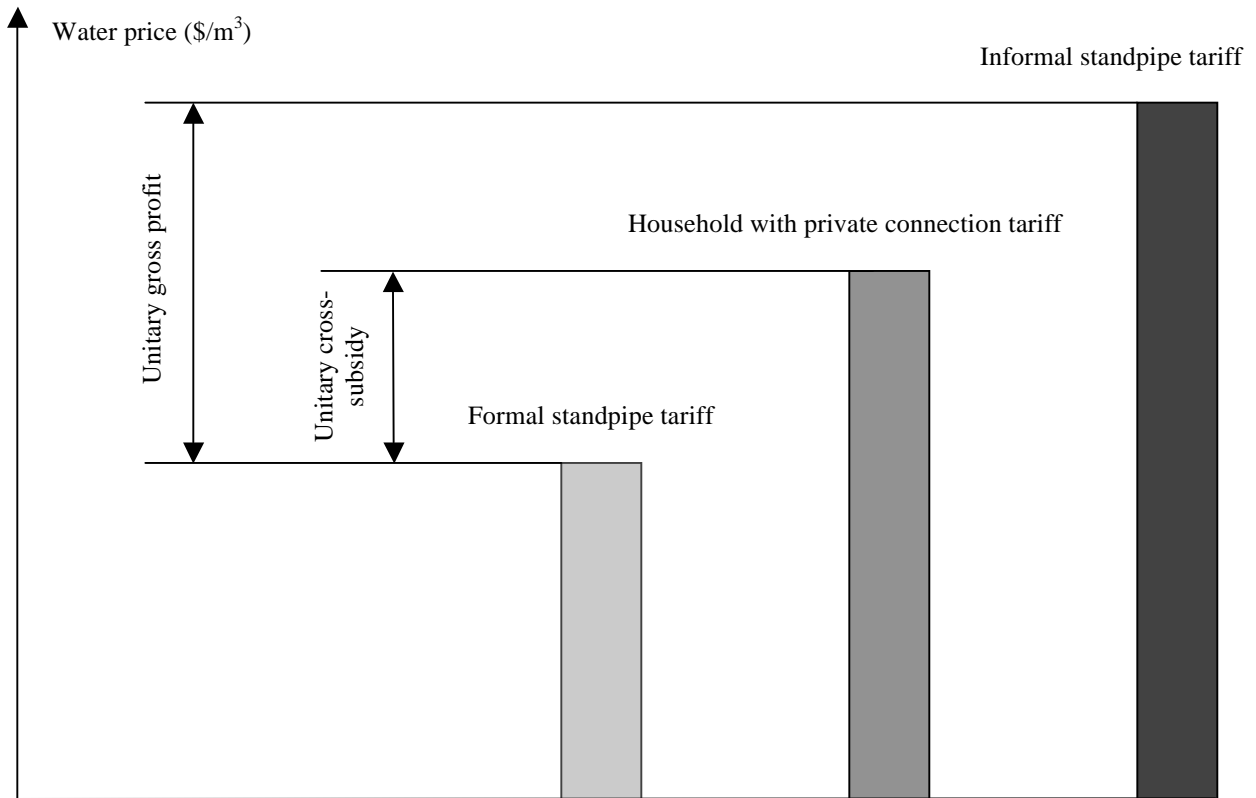 Water price ($/m³)
Informal standpipe tariff
Household with private connection tariff
Unitary gross profit
Unitary cross-
subsidy
Formal standpipe tariff